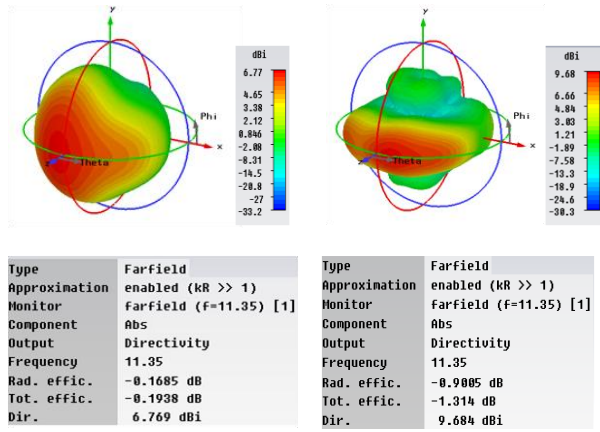 y
dBi
6.77
4.65
3.38
2.12
0.846
-2.08
-8.31
-14.5
-20.8
-27
-33.2
Phi
x
z
Theta
y
dBi
9.68
6.66
4.84
3.03
1.21
-1.89
-7.58
-13.3
-18.9
-24.6
-30.3
Phi
x
z
Theta
Type Farfield
Approximation enabled (kR >> 1)
Monitor farfield (f=11.35) [1]
Component Abs
Output Directivity
Frequency 11.35
Rad. effic. -0.1685 dB
Tot. effic. -0.1938 dB
Dir. 6.769 dBi
Type Farfield
Approximation enabled (kR >> 1)
Monitor farfield (f=11.35) [1]
Component Abs
Output Directivity
Frequency 11.35
Rad. effic. -0.9005 dB
Tot. effic. -1.314 dB
Dir. 9.684 dBi